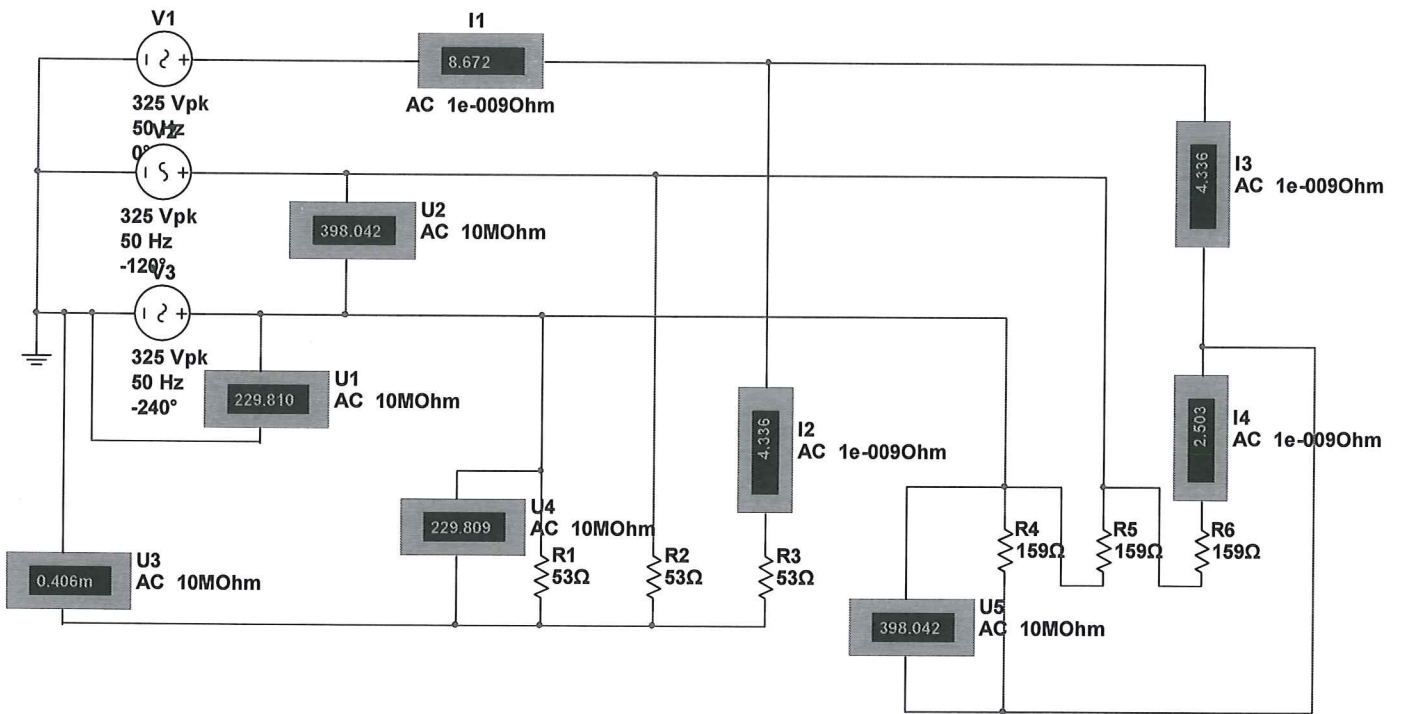 V1
I1
8.672
AC 1e-009Ohm
325 Vpk
50 Hz
0°
V2
I3
4.336
AC 1e-009Ohm
U2
398.042
AC 10MOhm
325 Vpk
50 Hz
-120°
V3
325 Vpk
50 Hz
-240°
U1
229.810
AC 10MOhm
I2
4.336
AC 1e-009Ohm
I4
2.503
AC 1e-009Ohm
U4
229.809
AC 10MOhm
R1
53Ω
R2
53Ω
R3
53Ω
R4
159Ω
R5
159Ω
R6
159Ω
U3
0.406m
AC 10MOhm
U5
398.042
AC 10MOhm